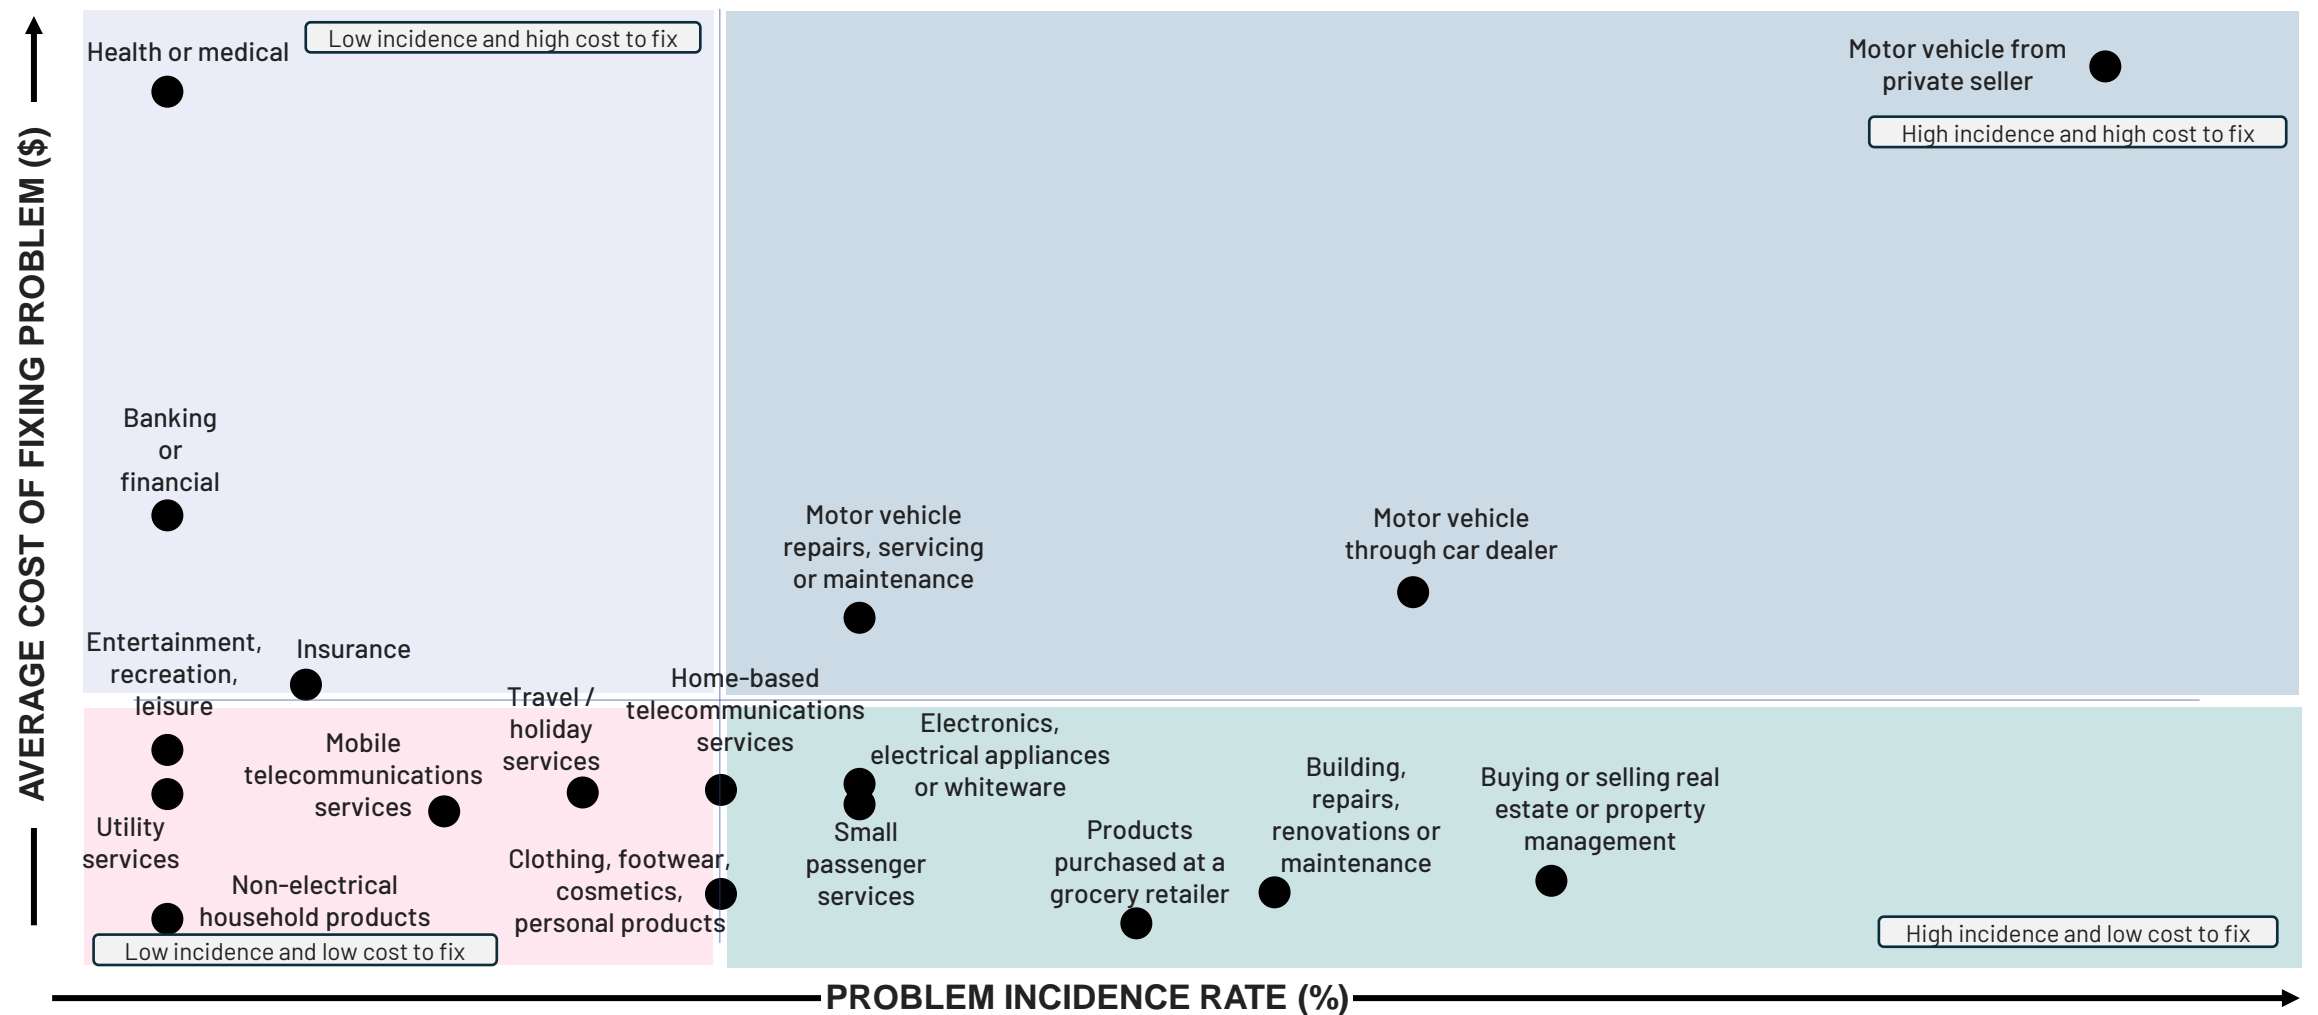 AVERAGE COST OF FIXING PROBLEM ($)
Health or medical
Low incidence and high cost to fix
Motor vehicle from
private seller
High incidence and high cost to fix
Banking
or
financial
Motor vehicle
repairs, servicing
or maintenance
Motor vehicle
through car dealer
Entertainment,
recreation,
leisure
Insurance
Travel /
holiday
services
Home-based
telecommunications
services
Mobile
telecommunications
services
Electronics,
electrical appliances
or whiteware
Building,
repairs,
renovations or
maintenance
Buying or selling real
estate or property
management
Utility
services
Small
passenger
services
Products
purchased at a
grocery retailer
Clothing, footwear,
cosmetics,
personal products
Non-electrical
household products
Low incidence and low cost to fix
High incidence and low cost to fix
PROBLEM INCIDENCE RATE (%)